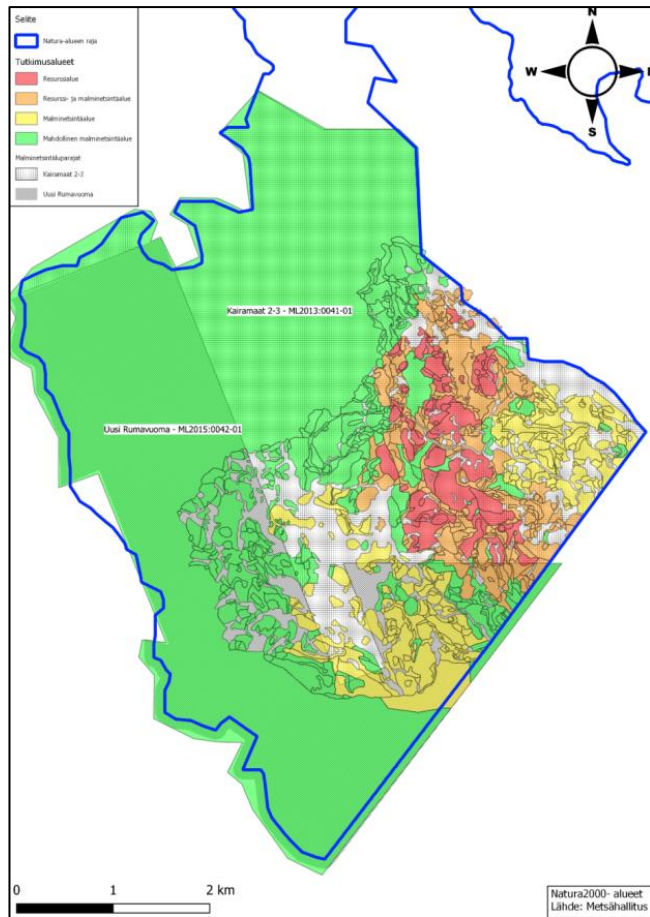 Selite
Natura-alueen raja
Tutkimusalueet
Resurssialue
Resurssi- ja malminetsintäalue
Malminetsintäalue
Mahdollinen malminetsintäalue
Malminetsintäluparajat
Kairamaat 2-3
Uusi Rumavuoma
N
W
E
S
Kairamaat 2-3 - ML2013:0041-01
Uusi Rumavuoma - ML2015:0042-01
0 1 2 km
Natura2000- alueet
Lähde: Metsähallitus